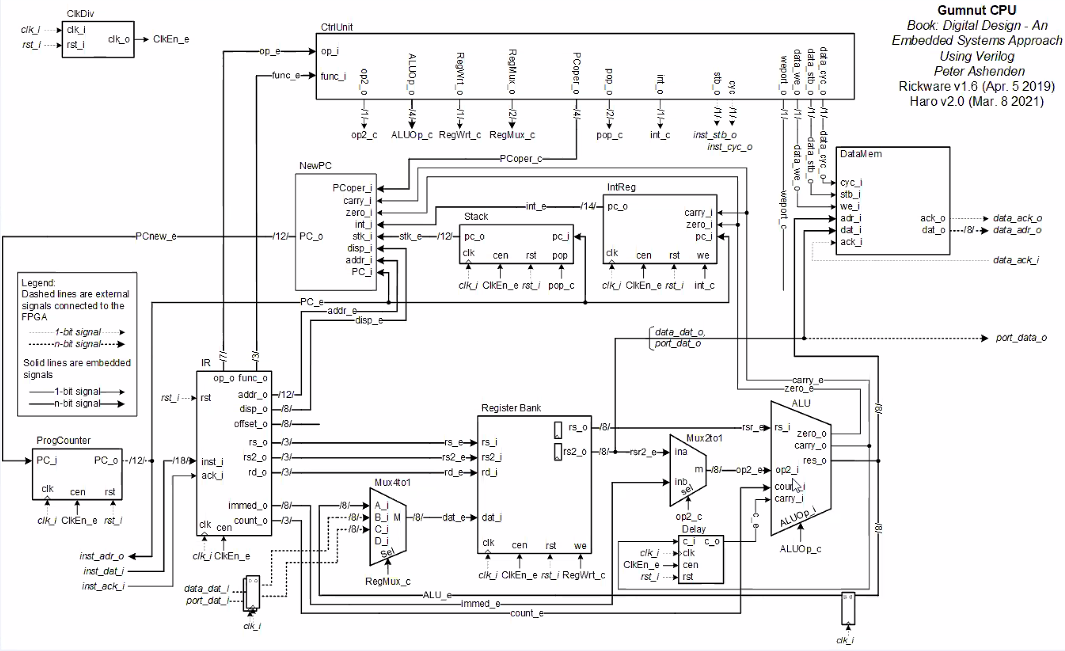 ClkDiv
clk_i
rst_i
clk_i
rst_i
clk_o
ClkEn_e
Gumnut CPU
Book: Digital Design - An
Embedded Systems Approach
Using Verilog
Peter Ashenden
Rickware v1.6 (Apr. 5 2019)
Haro v2.0 (Mar. 8 2021)
CtrlUnit
op_e
op_i
func_e
func_i
op2_o
ALUOp_o
RegWrt_o
RegMux_o
PCoper_o
pop_o
int_o
stb_o
cyc
weport_o
data_we_o
data_stb_o
data_cyc_o
/1/
/4/
/1/
/2/
/4/
/1/
/1/
/1/
/1/
/1/
/1/
/1/
/1/
op2_c
ALUOp_c
RegWrt_c
RegMux_c
pop_c
int_c
inst_stb_o
inst_cyc_o
weport_c
data_we_o
data_stb_o
data_cyc_o
PCoper_c
NewPC
PCoper_i
carry_i
zero_i
int_i
stk_i
disp_i
addr_i
PC_i
PC_o
/12/
PCnew_e
int_e
/14/
stk_e
/12/
Stack
pc_o
pc_i
clk
cen
rst
pop
clk_i
ClkEn_e
rst_i
pop_c
IntReg
pc_o
carry_i
zero_i
pc_i
clk
cen
rst
we
clk_i
ClkEn_e
rst_i
int_c
DataMem
cyc_i
stb_i
we_i
adr_i
dat_i
ack_i
ack_o
dat_o
/8/
data_ack_o
data_adr_o
data_ack_i
Legend:
Dashed lines are external
signals connected to the
FPGA
1-bit signal
n-bit signal
Solid lines are embedded
signals
1-bit signal
n-bit signal
PC_e
addr_e
disp_e
data_dat_o,
port_dat_o
port_data_o
IR
/7/
/3/
op_o func_o
rst_i
rst
addr_o
/12/
disp_o
/8/
offset_o
/8/
rs_o
/3/
rs_e
rs2_o
/3/
rs2_e
rd_o
/3/
rd_e
immed_o
/8/
count_o
/3/
/18/
inst_i
ack_i
clk
cen
clk_i
ClkEn_e
ProgCounter
PC_i
PC_o
/12/
clk
cen
rst
clk_i
ClkEn_e
rst_i
inst_adr_o
inst_dat_i
inst_ack_i
data_dat_i
port_dat_i
clk_i
Mux4to1
/8/
/8/
/8/
A_i
B_i
M
C_i
D_i
Sel
/8/
dat_e
RegMux_c
Register Bank
rs_i
rs2_i
rd_i
dat_i
rs_o
/8/
rs2_o
/8/
clk
cen
rst
we
clk_i
ClkEn_e
rst_i
RegWrt_c
rsr_e
rsr2_e
Mux2to1
ina
m
inb
sel
/8/
op2_e
op2_c
Delay
c_i
c_o
clk_i
clk
ClkEn_e
cen
rst_i
rst
c_e
carry_e
zero_e
ALU
rs_i
zero_o
carry_o
res_o
op2_i
count_i
carry_i
ALUOp_i
ALUOp_c
/8/
/8/
ALU_e
immed_e
count_e
clk_i